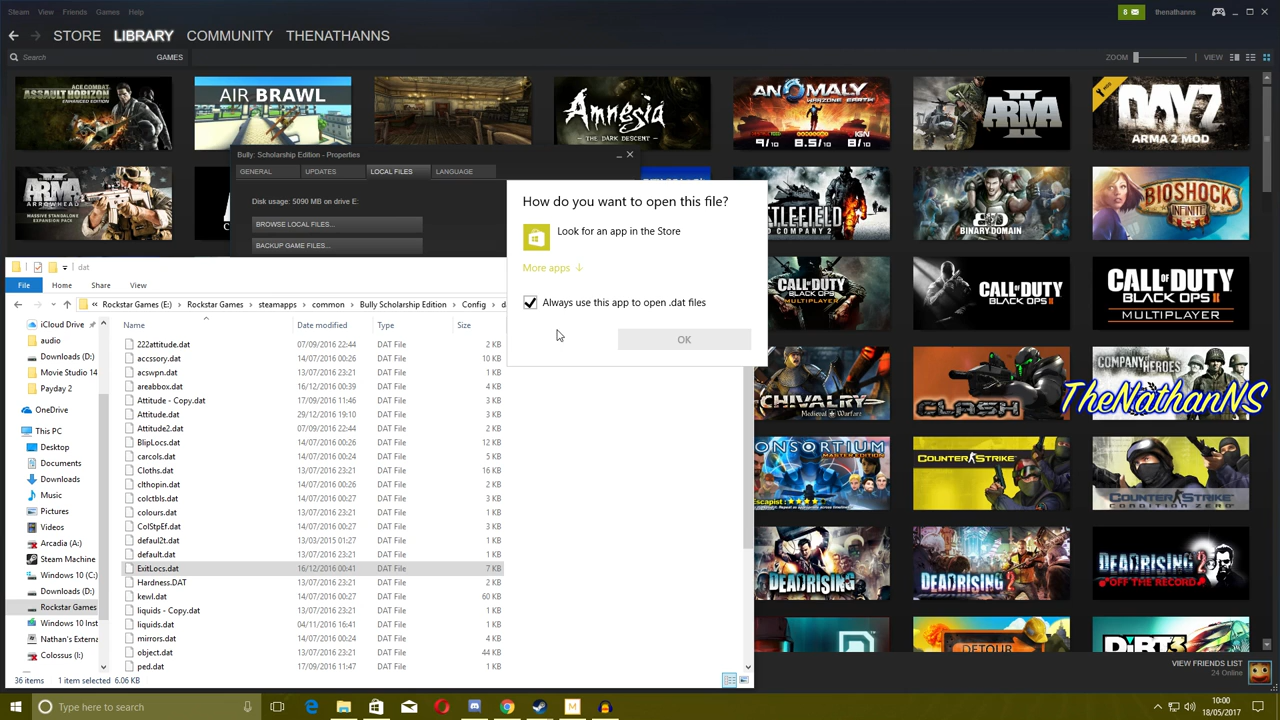 Steam View Friends Games Help
8
thenathanns
STORE LIBRARY COMMUNITY THENATHANNS
Search
GAMES
ZOOM
VIEW
ACE COMBAT
ASSAULT HORIZON
ENHANCED EDITION
AIR BRAWL
Amnesia
THE DARK DESCENT
ANOMALY
WARZONE EARTH
9/10 8.5/10 8/10
IGN
ARMA
II
DAYZ
ARMA 2 MOD
ARMA
II
ARROWHEAD
MASSIVE STANDALONE
EXPANSION PACK
BATTLEFIELD
BAD COMPANY 2
BINARY DOMAIN
BIOSHOCK
INFINITE
Bully: Scholarship Edition - Properties
GENERAL UPDATES LOCAL FILES LANGUAGE
Disk usage: 5090 MB on drive E:
BROWSE LOCAL FILES...
BACKUP GAME FILES...
How do you want to open this file?
Look for an app in the Store
More apps
Always use this app to open .dat files
OK
dat
File Home Share View
« Rockstar Games (E:) > Rockstar Games > steamapps > common > Bully Scholarship Edition > Config > d
Name Date modified Type Size
iCloud Drive
audio
Downloads (D:)
Movie Studio 14
Payday 2
OneDrive
This PC
Desktop
Documents
Downloads
Music
Pictures
Videos
Arcadia (A:)
Steam Machine
Windows 10 (C:)
Downloads (D:)
Rockstar Games
Windows 10 Inst
Nathan's Externa
Colossus (I:)
222attitude.dat 07/09/2016 22:44 DAT File 2 KB
accssory.dat 14/07/2016 00:26 DAT File 10 KB
acswpn.dat 13/07/2016 23:21 DAT File 1 KB
areabbox.dat 16/12/2016 00:39 DAT File 4 KB
Attitude - Copy.dat 17/09/2016 11:46 DAT File 3 KB
Attitude.dat 29/12/2016 19:10 DAT File 3 KB
Attitude2.dat 07/09/2016 22:44 DAT File 2 KB
BlipLocs.dat 14/07/2016 00:26 DAT File 12 KB
carcols.dat 14/07/2016 00:26 DAT File 5 KB
Cloths.dat 13/07/2016 23:21 DAT File 16 KB
clthopin.dat 14/07/2016 00:26 DAT File 2 KB
colctbls.dat 14/07/2016 00:27 DAT File 3 KB
colours.dat 13/07/2016 23:21 DAT File 1 KB
ColStpEf.dat 14/07/2016 00:27 DAT File 3 KB
defaul2t.dat 13/03/2015 01:27 DAT File 1 KB
default.dat 13/07/2016 23:21 DAT File 1 KB
ExitLocs.dat 16/12/2016 00:41 DAT File 7 KB
Hardness.DAT 13/07/2016 23:21 DAT File 2 KB
kewl.dat 14/07/2016 00:27 DAT File 60 KB
liquids - Copy.dat 13/07/2016 23:21 DAT File 1 KB
liquids.dat 04/11/2016 16:41 DAT File 1 KB
mirrors.dat 14/07/2016 00:24 DAT File 4 KB
object.dat 13/07/2016 23:21 DAT File 44 KB
ped.dat 17/09/2016 11:47 DAT File 1 KB
36 items 1 item selected 6.06 KB
CALL OF DUTY
BLACK OPS
MULTIPLAYER
CALL OF DUTY
BLACK OPS II
CALL OF DUTY
BLACK OPS II
MULTIPLAYER
CHIVALRY
Medieval Warfare
CLASH
COMPANY
HEROES
TheNathanNS
CONSORTIUM
MASTER EDITION
COUNTER STRIKE
COUNTER STRIKE
CONDITION ZERO
DEADRISING
DEADRISING 2
DEADRISING 2
OFF THE RECORD
DETOUR
DiRT3
VIEW FRIENDS LIST
24 Online
Type here to search
10:00
18/05/2017